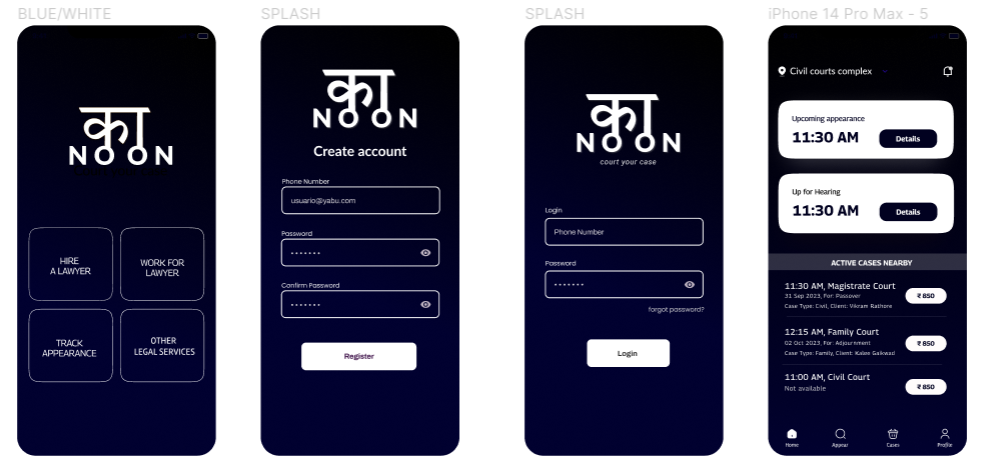 BLUE/WHITE
का
NOON
HIRE
A LAWYER
WORK FOR
LAWYER
TRACK
APPEARANCE
OTHER
LEGAL SERVICES
SPLASH
का
NOON
Create account
Phone Number
usuario@yabu.com
Password
Confirm Password
Register
SPLASH
का
NOON
court your case
Login
Phone Number
Password
forgot password?
Login
iPhone 14 Pro Max - 5
Civil courts complex
Upcoming appearance
11:30 AM
Details
Up for Hearing
11:30 AM
Details
ACTIVE CASES NEARBY
11:30 AM, Magistrate Court
31 Sep 2023, For: Passover
Case Type: Civil, Client: Vikram Rathore
₹ 850
12:15 AM, Family Court
02 Oct 2023, For: Adjournment
Case Type: Family, Client: Kalee Gaikwad
₹ 850
11:00 AM, Civil Court
Not available
₹ 850
Home
Appear
Cases
Profile